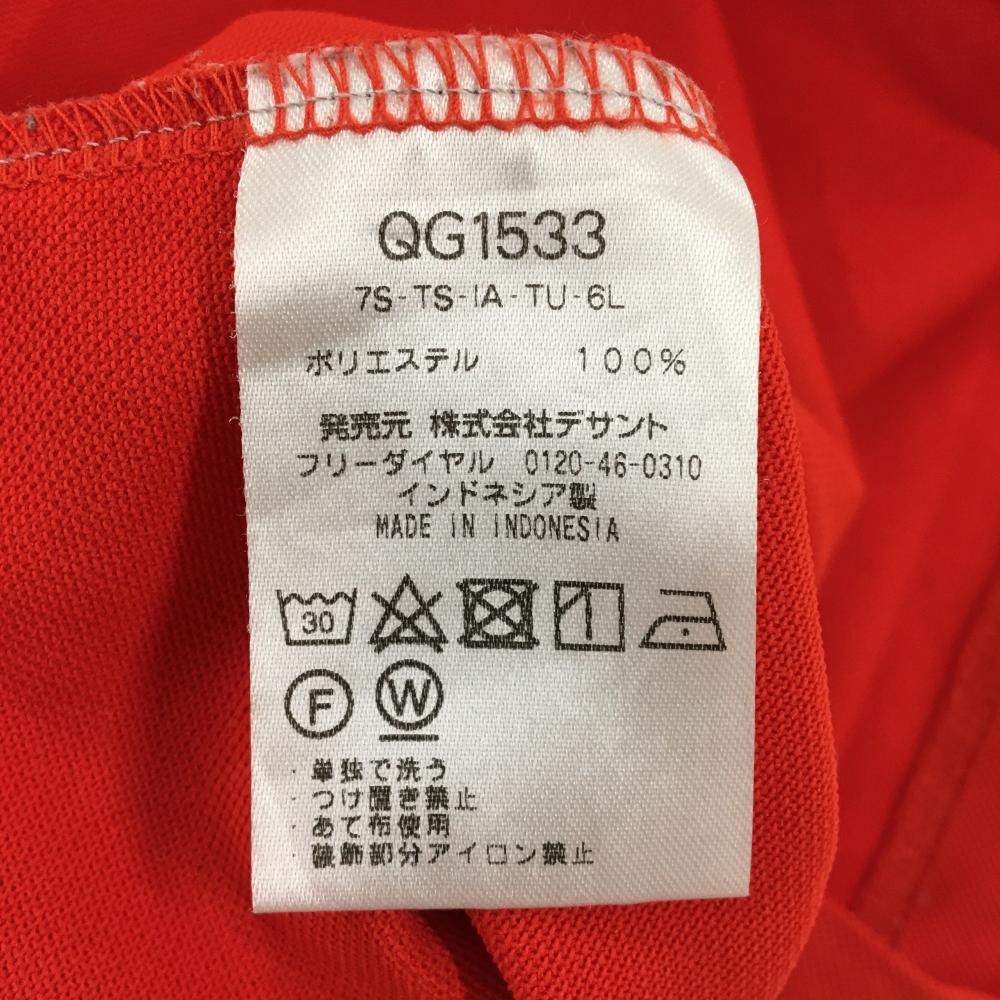 QG1533
7S-TS-IA-TU-6L
ポリエステル 100%
発売元 株式会社デサント
フリーダイヤル 0120-46-0310
インドネシア製
MADE IN INDONESIA
30
F W
・単独で洗う
・つけ置き禁止
・あて布使用
・装飾部分アイロン禁止